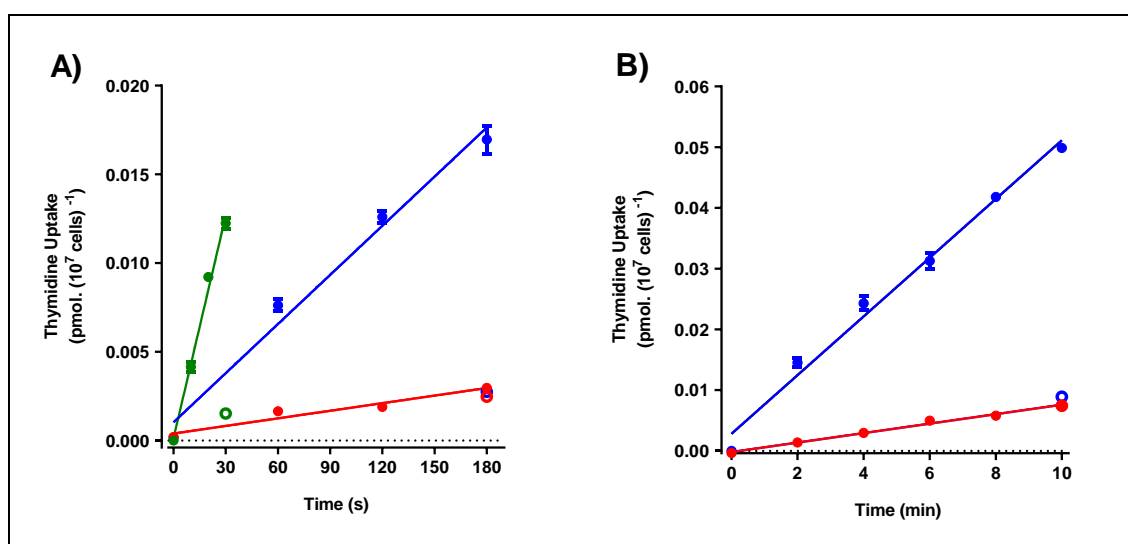 A)
Thymidine Uptake
(pmol. (10⁷ cells) ⁻¹)
0.020
0.015
0.010
0.005
0.000
0 30 60 90 120 150 180
Time (s)
B)
Thymidine Uptake
(pmol. (10⁷ cells) ⁻¹)
0.06
0.05
0.04
0.03
0.02
0.01
0.00
0 2 4 6 8 10
Time (min)